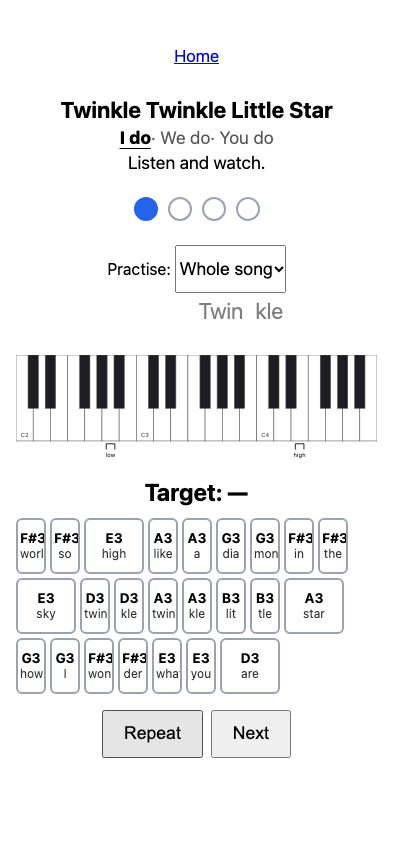 Home
Twinkle Twinkle Little Star
I do· We do· You do
Listen and watch.
Practise: Whole song
Twin kle
C2 C3 C4
low high
Target: —
F#3 F#3 E3 A3 A3 G3 G3 F#3 F#3
worl so high like a dia mon in the
E3 D3 D3 A3 A3 B3 B3 A3
sky twin kle twin kle lit tle star
G3 G3 F#3 F#3 E3 E3 D3
how I won der what you are
Repeat Next